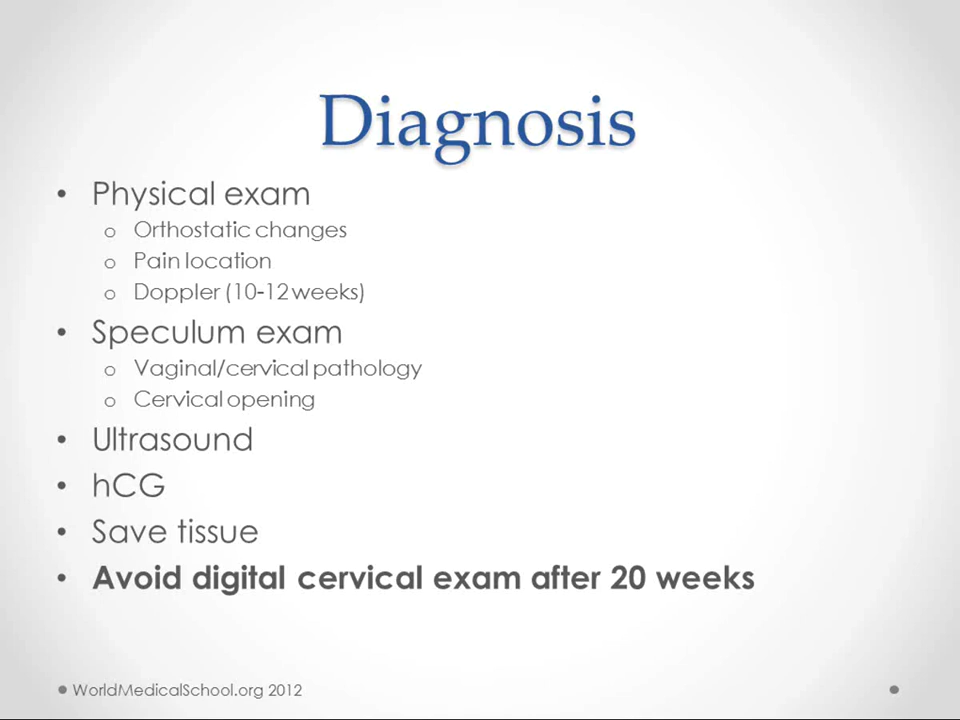 Diagnosis
• Physical exam
o Orthostatic changes
o Pain location
o Doppler (10-12 weeks)
• Speculum exam
o Vaginal/cervical pathology
o Cervical opening
• Ultrasound
• hCG
• Save tissue
• Avoid digital cervical exam after 20 weeks
WorldMedicalSchool.org 2012